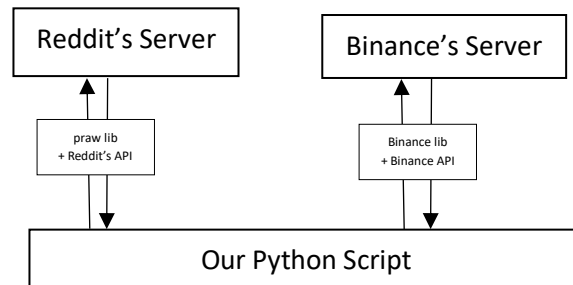 Reddit’s Server
Binance’s Server
praw lib
+ Reddit’s API
Binance lib
+ Binance API
Our Python Script